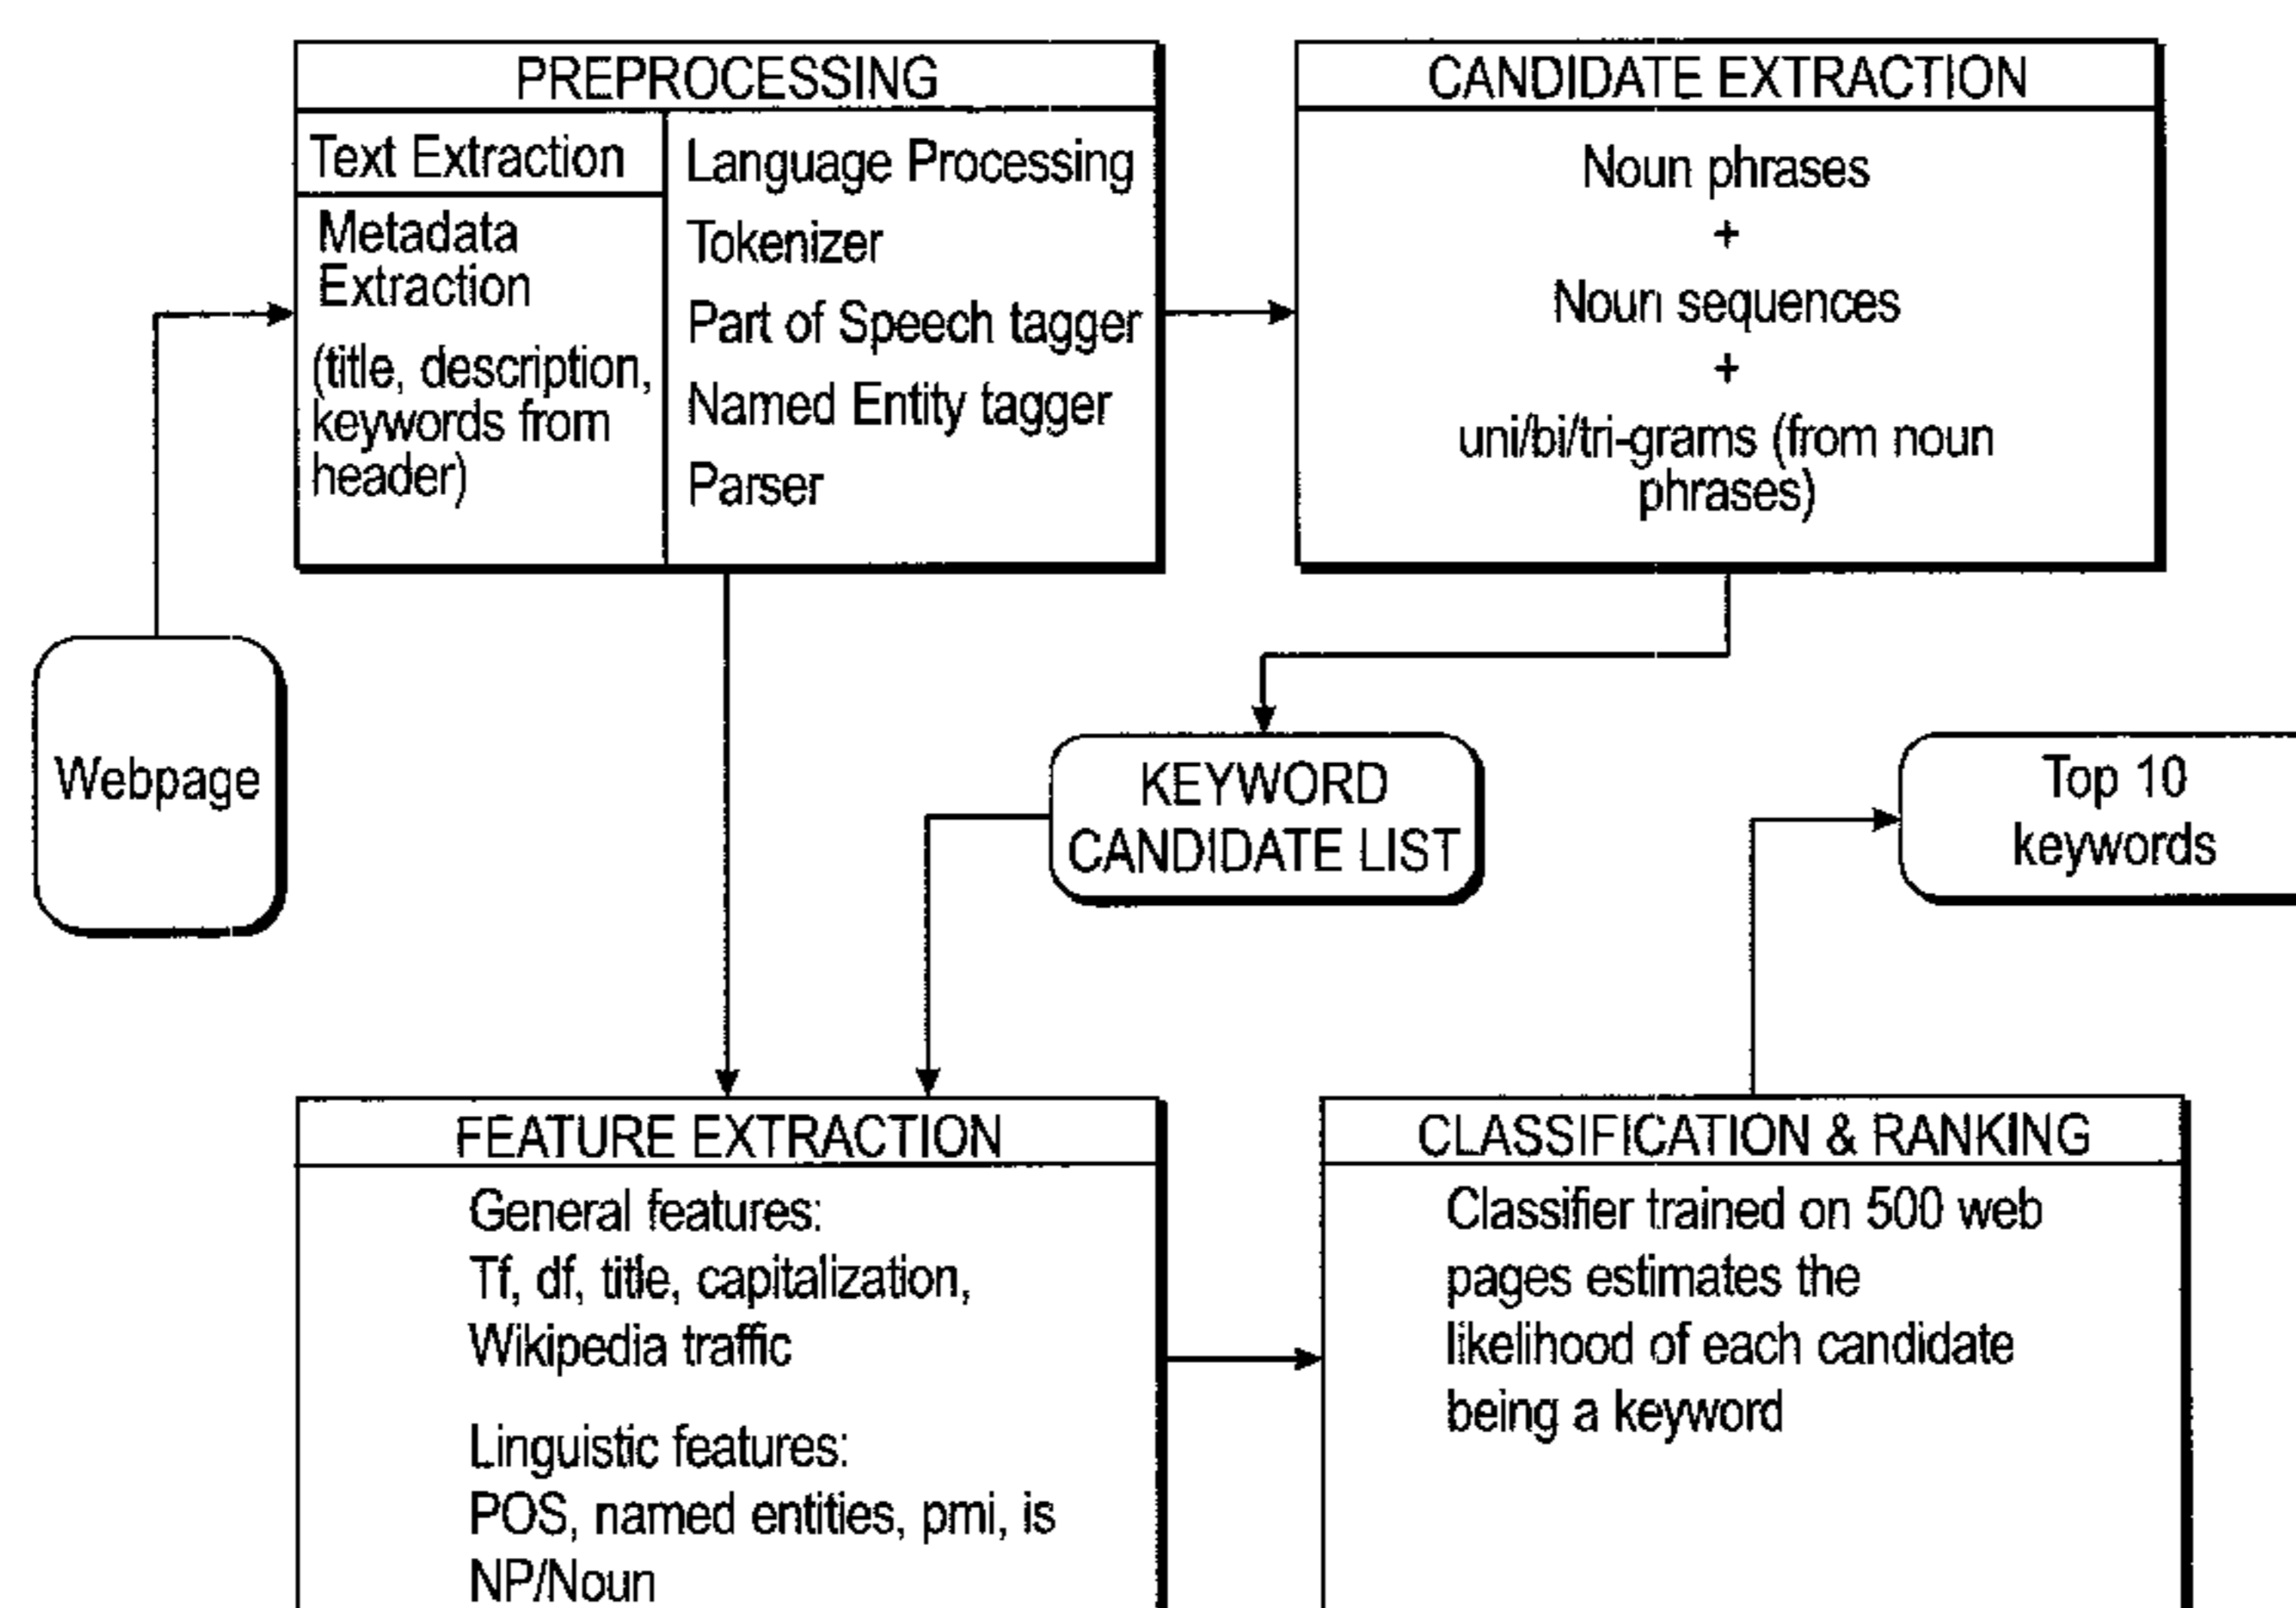 PREPROCESSING
Text Extraction
Metadata
Extraction
(title, description,
keywords from
header)
Language Processing
Tokenizer
Part of Speech tagger
Named Entity tagger
Parser
CANDIDATE EXTRACTION
Noun phrases
+
Noun sequences
+
uni/bi/tri-grams (from noun
phrases)
Webpage
KEYWORD
CANDIDATE LIST
Top 10
keywords
FEATURE EXTRACTION
General features:
Tf, df, title, capitalization,
Wikipedia traffic
Linguistic features:
POS, named entities, pmi, is
NP/Noun
CLASSIFICATION & RANKING
Classifier trained on 500 web
pages estimates the
likelihood of each candidate
being a keyword